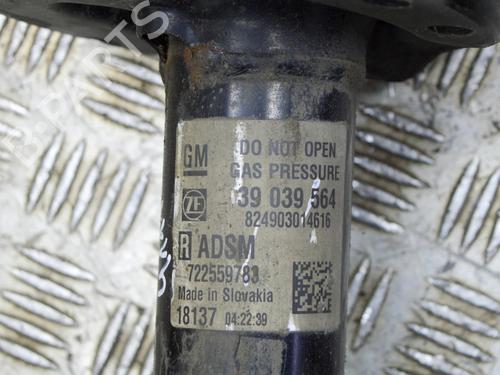 B-PARTS
GM DO NOT OPEN
GAS PRESSURE
ZF 39 039 564
824903014616
R ADSM
722559783
Made in Slovakia
18137 04:22:39